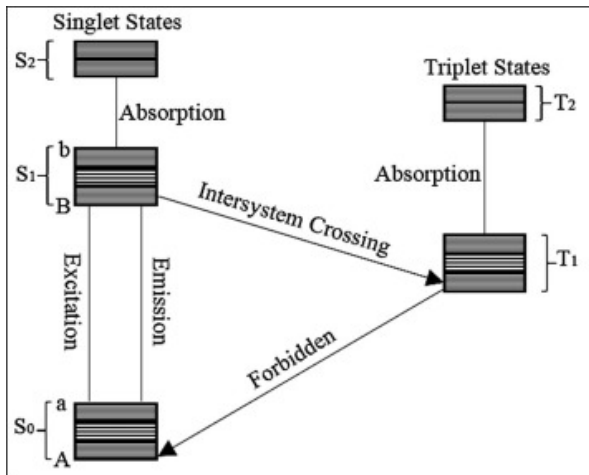 Singlet States
S2
Absorption
b
S1
B
Excitation
Emission
a
S0
A
Intersystem Crossing
Forbidden
Triplet States
T2
Absorption
T1